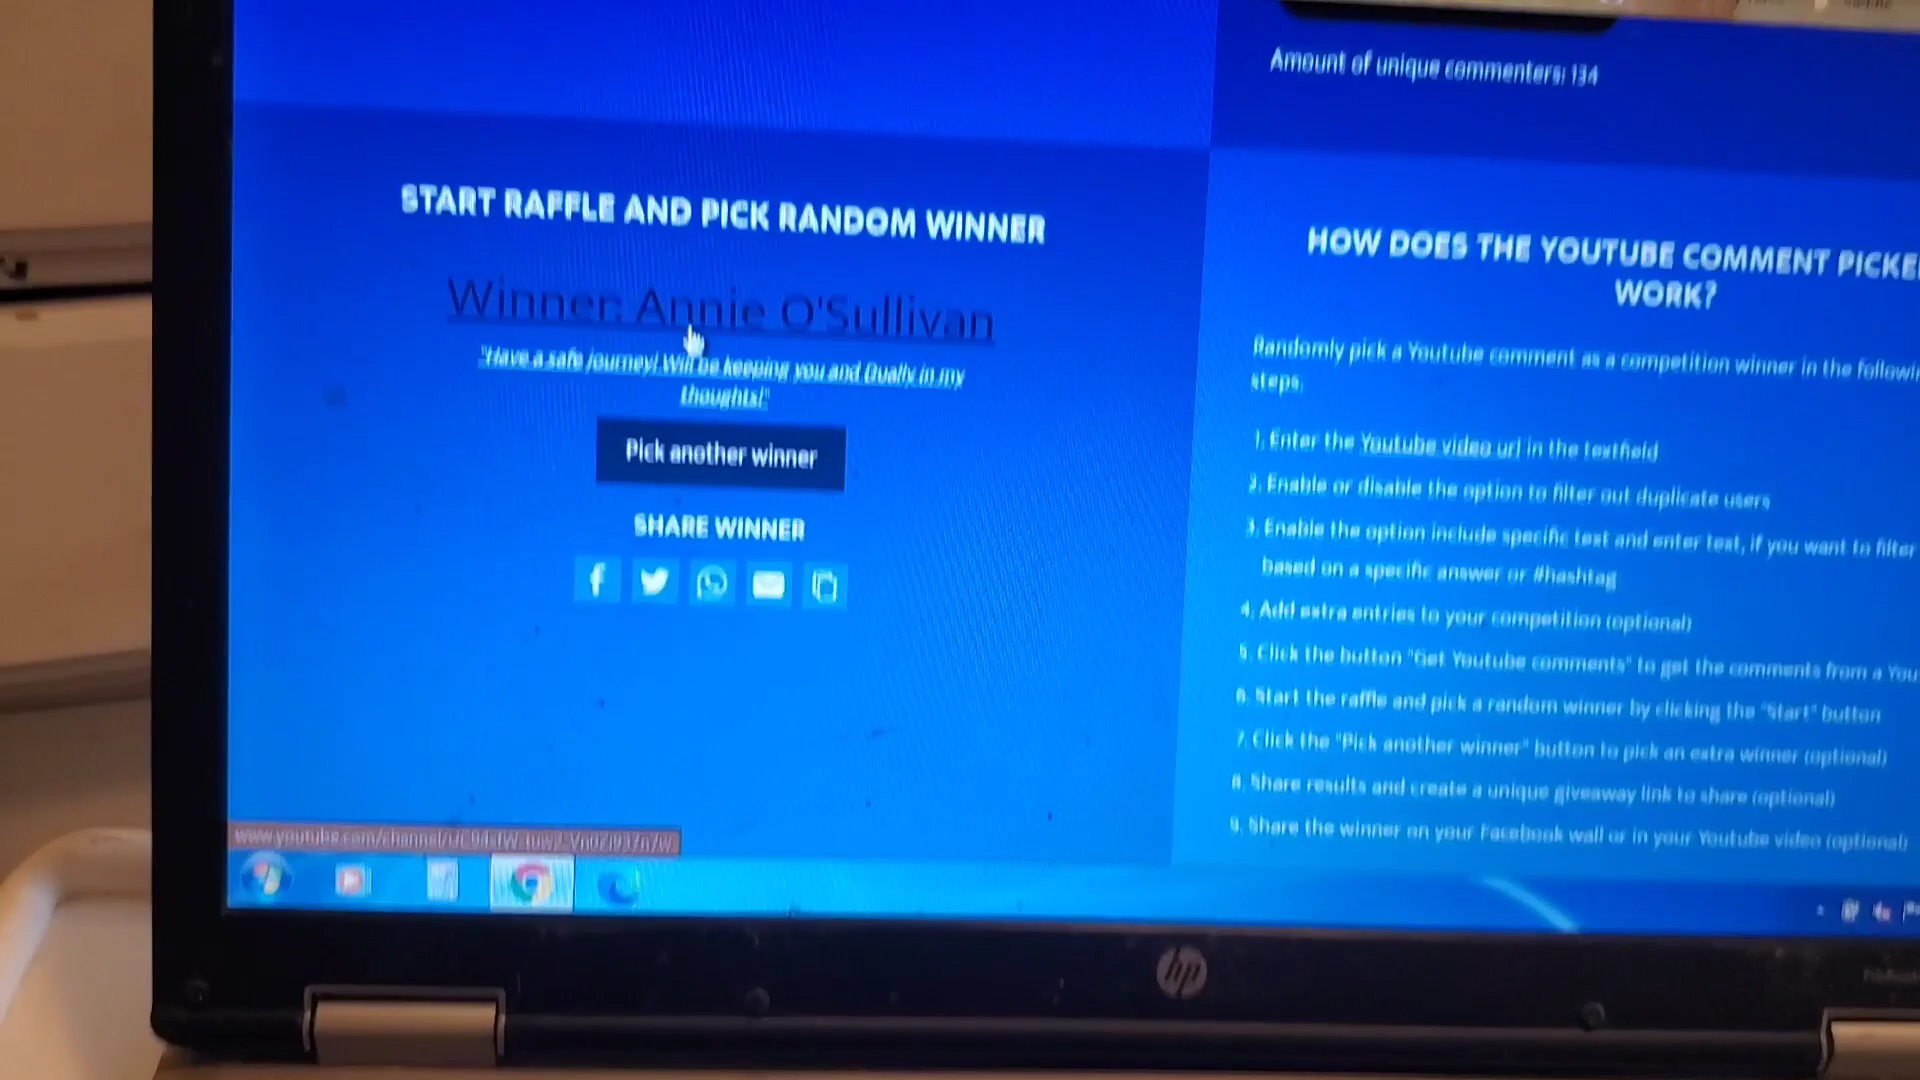 Amount of unique commenters: 134
START RAFFLE AND PICK RANDOM WINNER
Winner: Annie O'Sullivan
"Have a safe journey! Will be keeping you and Dually in my
thoughts!"
Pick another winner
SHARE WINNER
HOW DOES THE YOUTUBE COMMENT PICKE
WORK?
Randomly pick a Youtube comment as a competition winner in the followin
steps.
1. Enter the Youtube video url in the textfield
2. Enable or disable the option to filter out duplicate users
3. Enable the option include specific text and enter text, if you want to filter
based on a specific answer or #hashtag
4. Add extra entries to your competition (optional)
5. Click the button "Get Youtube comments" to get the comments from a You
6. Start the raffle and pick a random winner by clicking the "Start" button
7. Click the "Pick another winner" button to pick an extra winner (optional)
8. Share results and create a unique giveaway link to share (optional)
9. Share the winner on your Facebook wall or in your Youtube video (optional)
hp